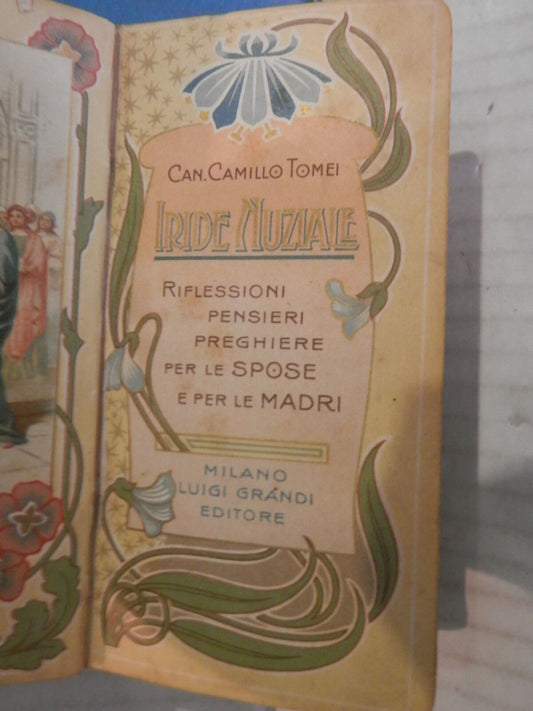 CAN. CAMILLO TOMEI
IRIDE NUZIALE
RIFLESSIONI
PENSIERI
PREGHIERE
PER LE SPOSE
E PER LE MADRI
MILANO
LUIGI GRANDI
EDITORE